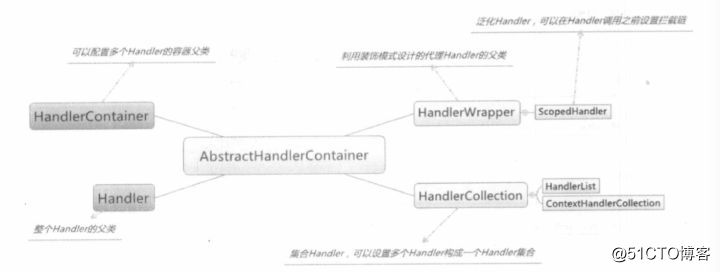 泛化Handler，可以在Handler调用之前设置拦截链
可以配置多个Handler的容器父类
利用装饰模式设计的代理Handler的父类
HandlerContainer
HandlerWrapper
ScopedHandler
AbstractHandlerContainer
Handler
HandlerCollection
HandlerList
ContextHandlerCollection
整个Handler的父类
集合Handler，可以设置多个Handler构成一个Handler集合
@51CTO博客